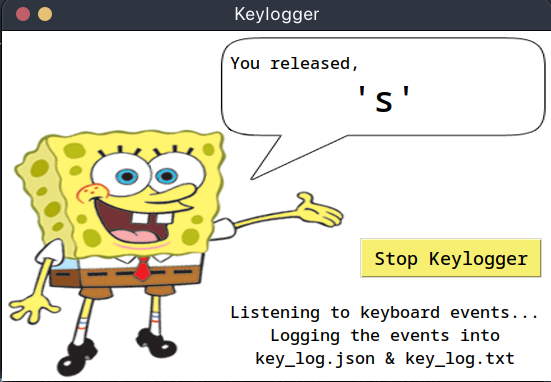 Keylogger
You released,
's'
Stop Keylogger
Listening to keyboard events...
Logging the events into
key_log.json & key_log.txt